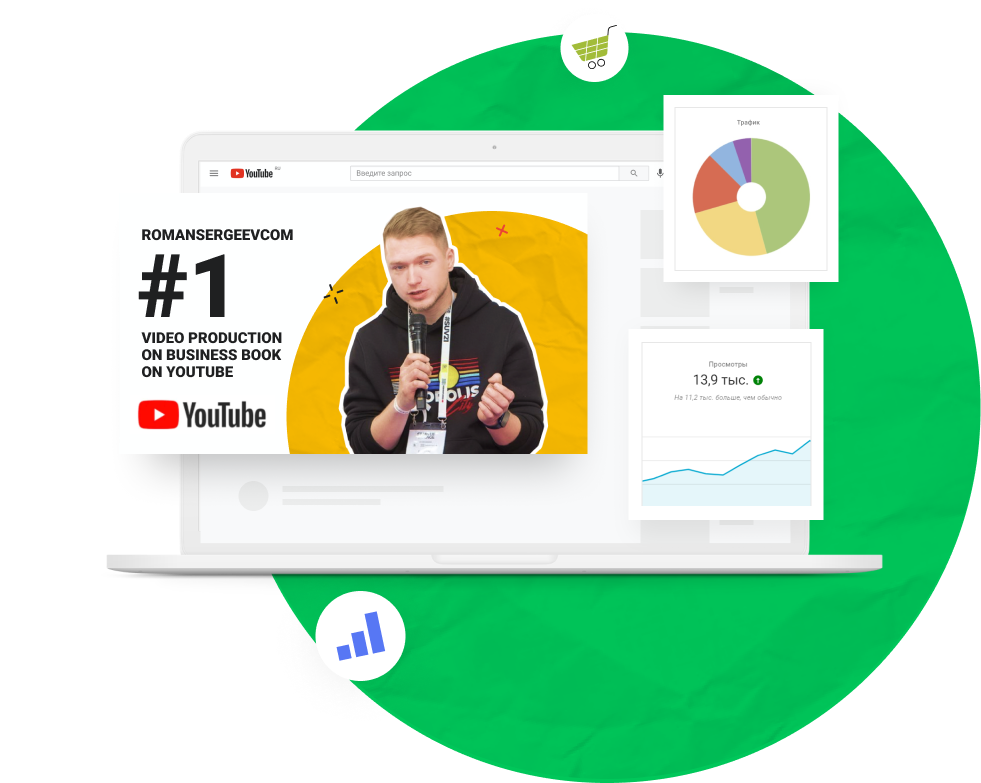 Трафик
YouTube
RU
Введите запрос
ROMANSERGEEVCOM
#1
VIDEO PRODUCTION
ON BUSINESS BOOK
ON YOUTUBE
YouTube
#SUVZI
Просмотры
13,9 тыс.
На 11,2 тыс. больше, чем обычно